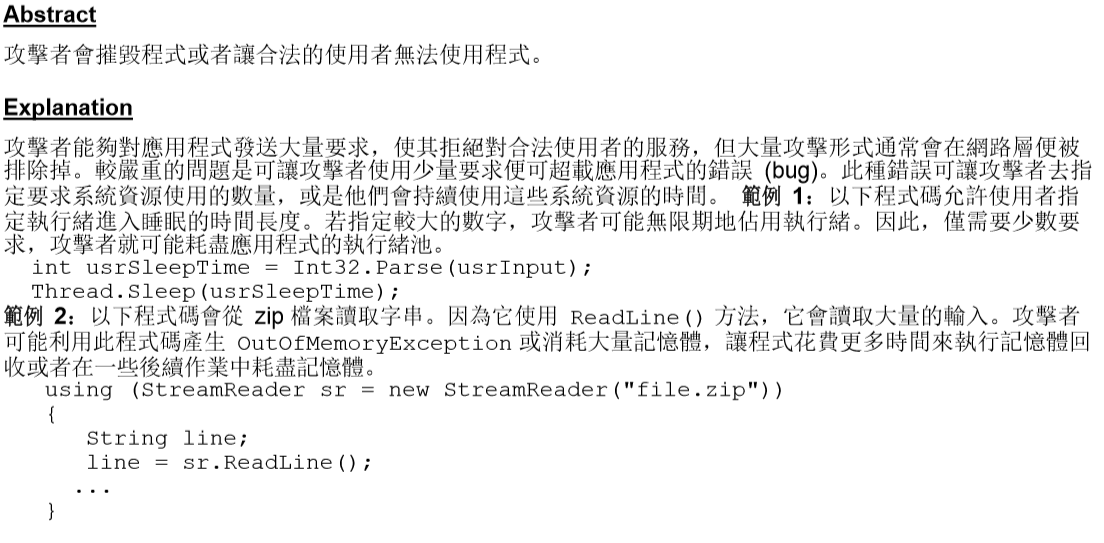 Abstract
攻擊者會摧毀程式或者讓合法的使用者無法使用程式。
Explanation
攻擊者能夠對應用程式發送大量要求，使其拒絕對合法使用者的服務，但大量攻擊形式通常會在網路層便被
排除掉。較嚴重的問題是可讓攻擊者使用少量要求便可超載應用程式的錯誤 (bug)。此種錯誤可讓攻擊者去指
定要求系統資源使用的數量，或是他們會持續使用這些系統資源的時間。 範例 1：以下程式碼允許使用者指
定執行緒進入睡眠的時間長度。若指定較大的數字，攻擊者可能無限期地佔用執行緒。因此，僅需要少數要
求，攻擊者就可能耗盡應用程式的執行緒池。
int usrSleepTime = Int32.Parse(usrInput);
Thread.Sleep(usrSleepTime);
範例 2：以下程式碼會從 zip 檔案讀取字串。因為它使用 ReadLine() 方法，它會讀取大量的輸入。攻擊者
可能利用此程式碼產生 OutOfMemoryException 或消耗大量記憶體，讓程式花費更多時間來執行記憶體回
收或者在一些後續作業中耗盡記憶體。
using (StreamReader sr = new StreamReader("file.zip"))
{
String line;
line = sr.ReadLine();
...
}